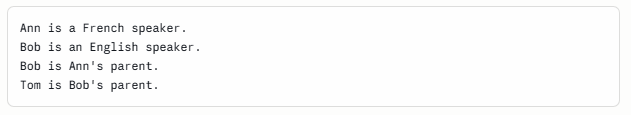 Ann is a French speaker.
Bob is an English speaker.
Bob is Ann's parent.
Tom is Bob's parent.